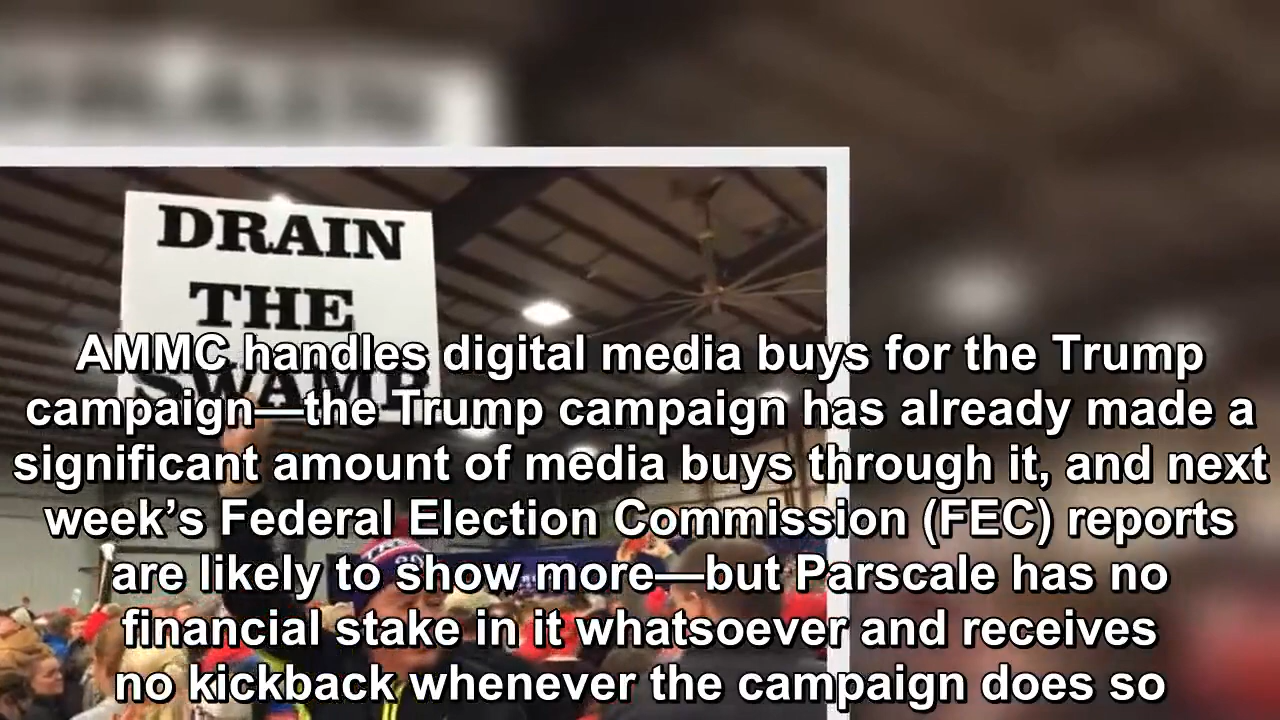 DRAIN
THE
SWAMP
AMMC handles digital media buys for the Trump
campaign—the Trump campaign has already made a
significant amount of media buys through it, and next
week’s Federal Election Commission (FEC) reports
are likely to show more—but Parscale has no
financial stake in it whatsoever and receives
no kickback whenever the campaign does so